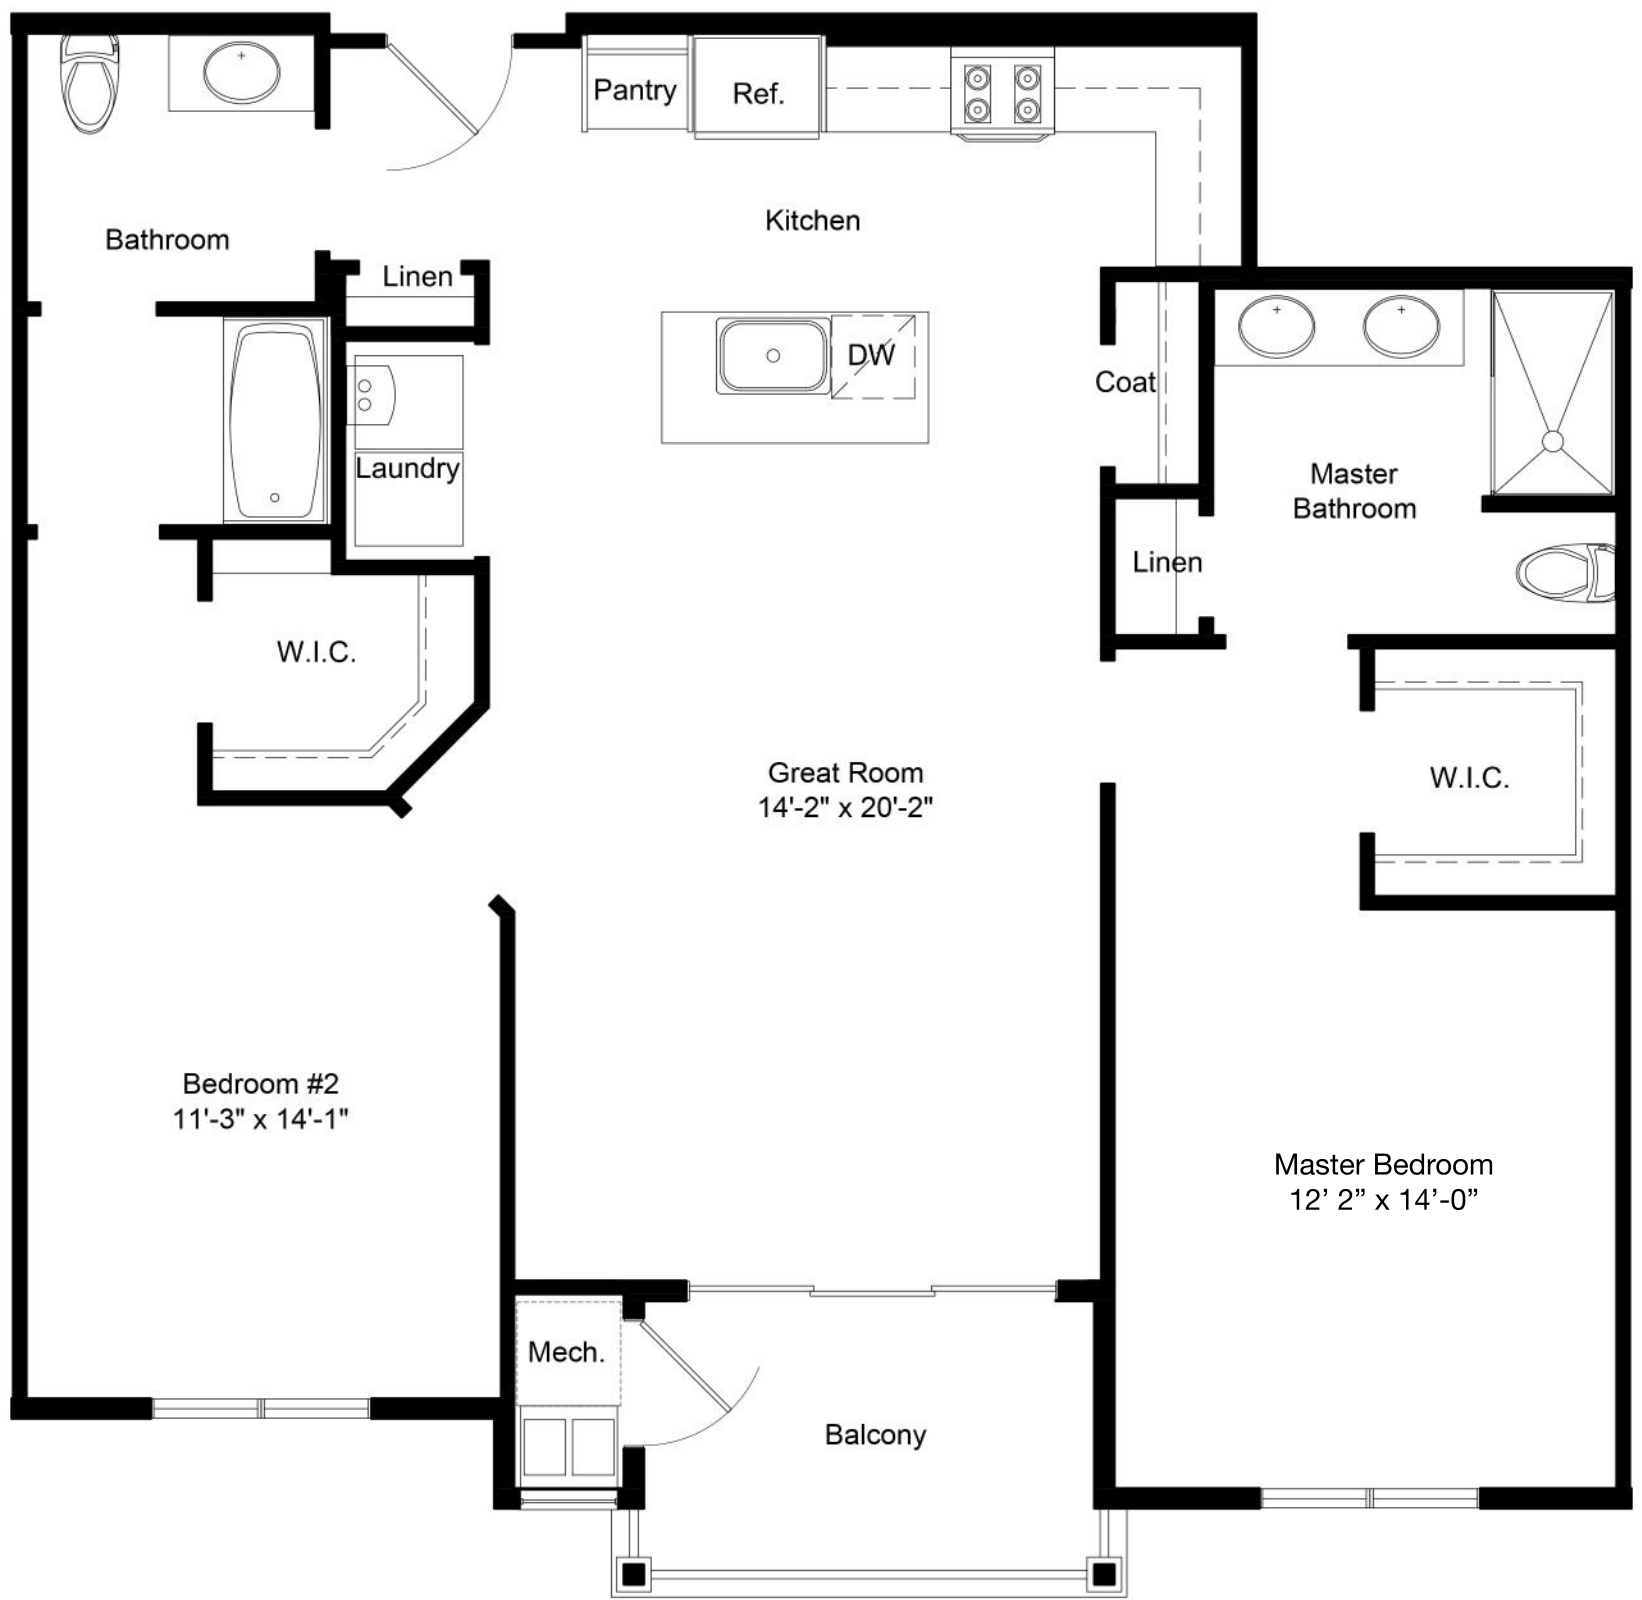 Pantry
Ref.
Kitchen
Bathroom
Linen
DW
Coat
Laundry
Master
Bathroom
Linen
W.I.C.
Great Room
14'-2" x 20'-2"
W.I.C.
Bedroom #2
11'-3" x 14'-1"
Master Bedroom
12’ 2” x 14’-0”
Mech.
Balcony